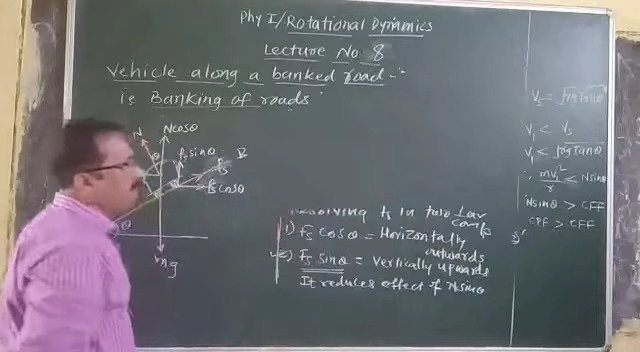 Phy I/Rotational Dynamics
Lecture No 8
Vehicle along a banked road -:
ie Banking of roads
N
Ncosθ
θ
fs sinθ
B
fs
fs cosθ
θ
mg
Resolving fs in two Lar comps
1) fs cosθ = Horizontally outwards
2) fs sinθ = vertically upwards
It reduces effect of Nsinθ
Vs = √rg tanθ
V1 < Vs
V1 < √rg Tanθ
∴ mv1²/r < Nsinθ
Nsinθ > CFF
CPF > CFF